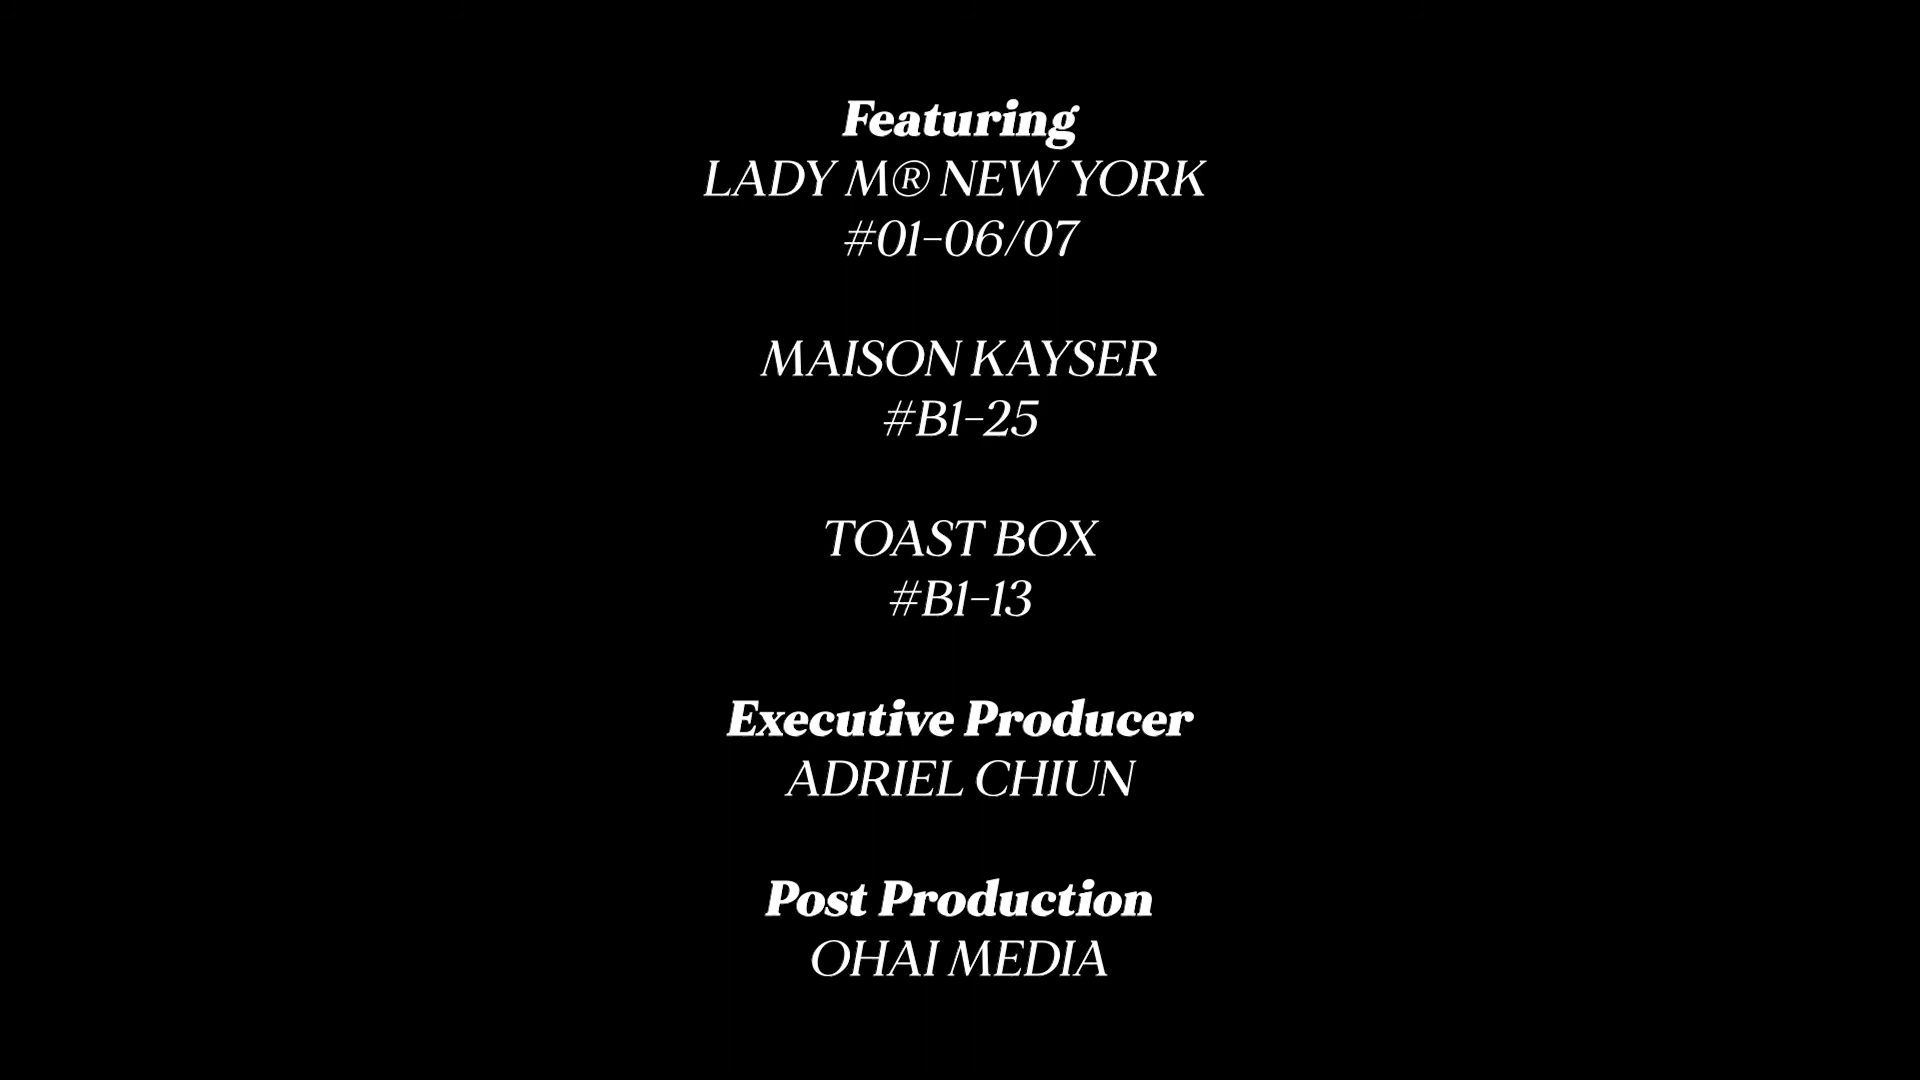 Featuring
LADY M® NEW YORK
#01-06/07
MAISON KAYSER
#B1-25
TOAST BOX
#B1-13
Executive Producer
ADRIEL CHIUN
Post Production
OHAI MEDIA